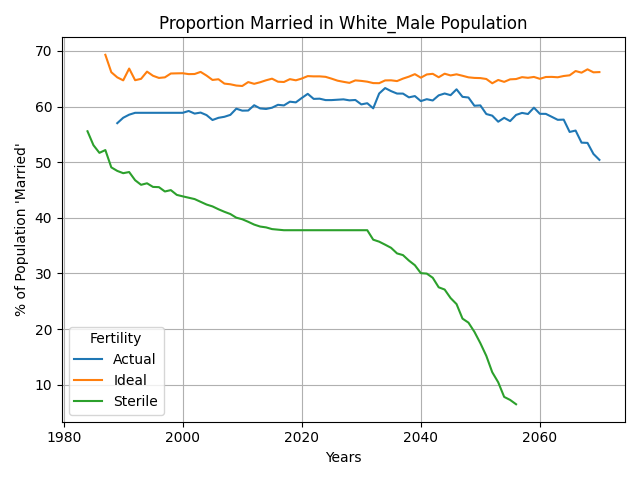 Proportion Married in White_Male Population
% of Population 'Married'
70
60
50
40
30
20
10
Fertility
Actual
Ideal
Sterile
1980
2000
2020
2040
2060
Years